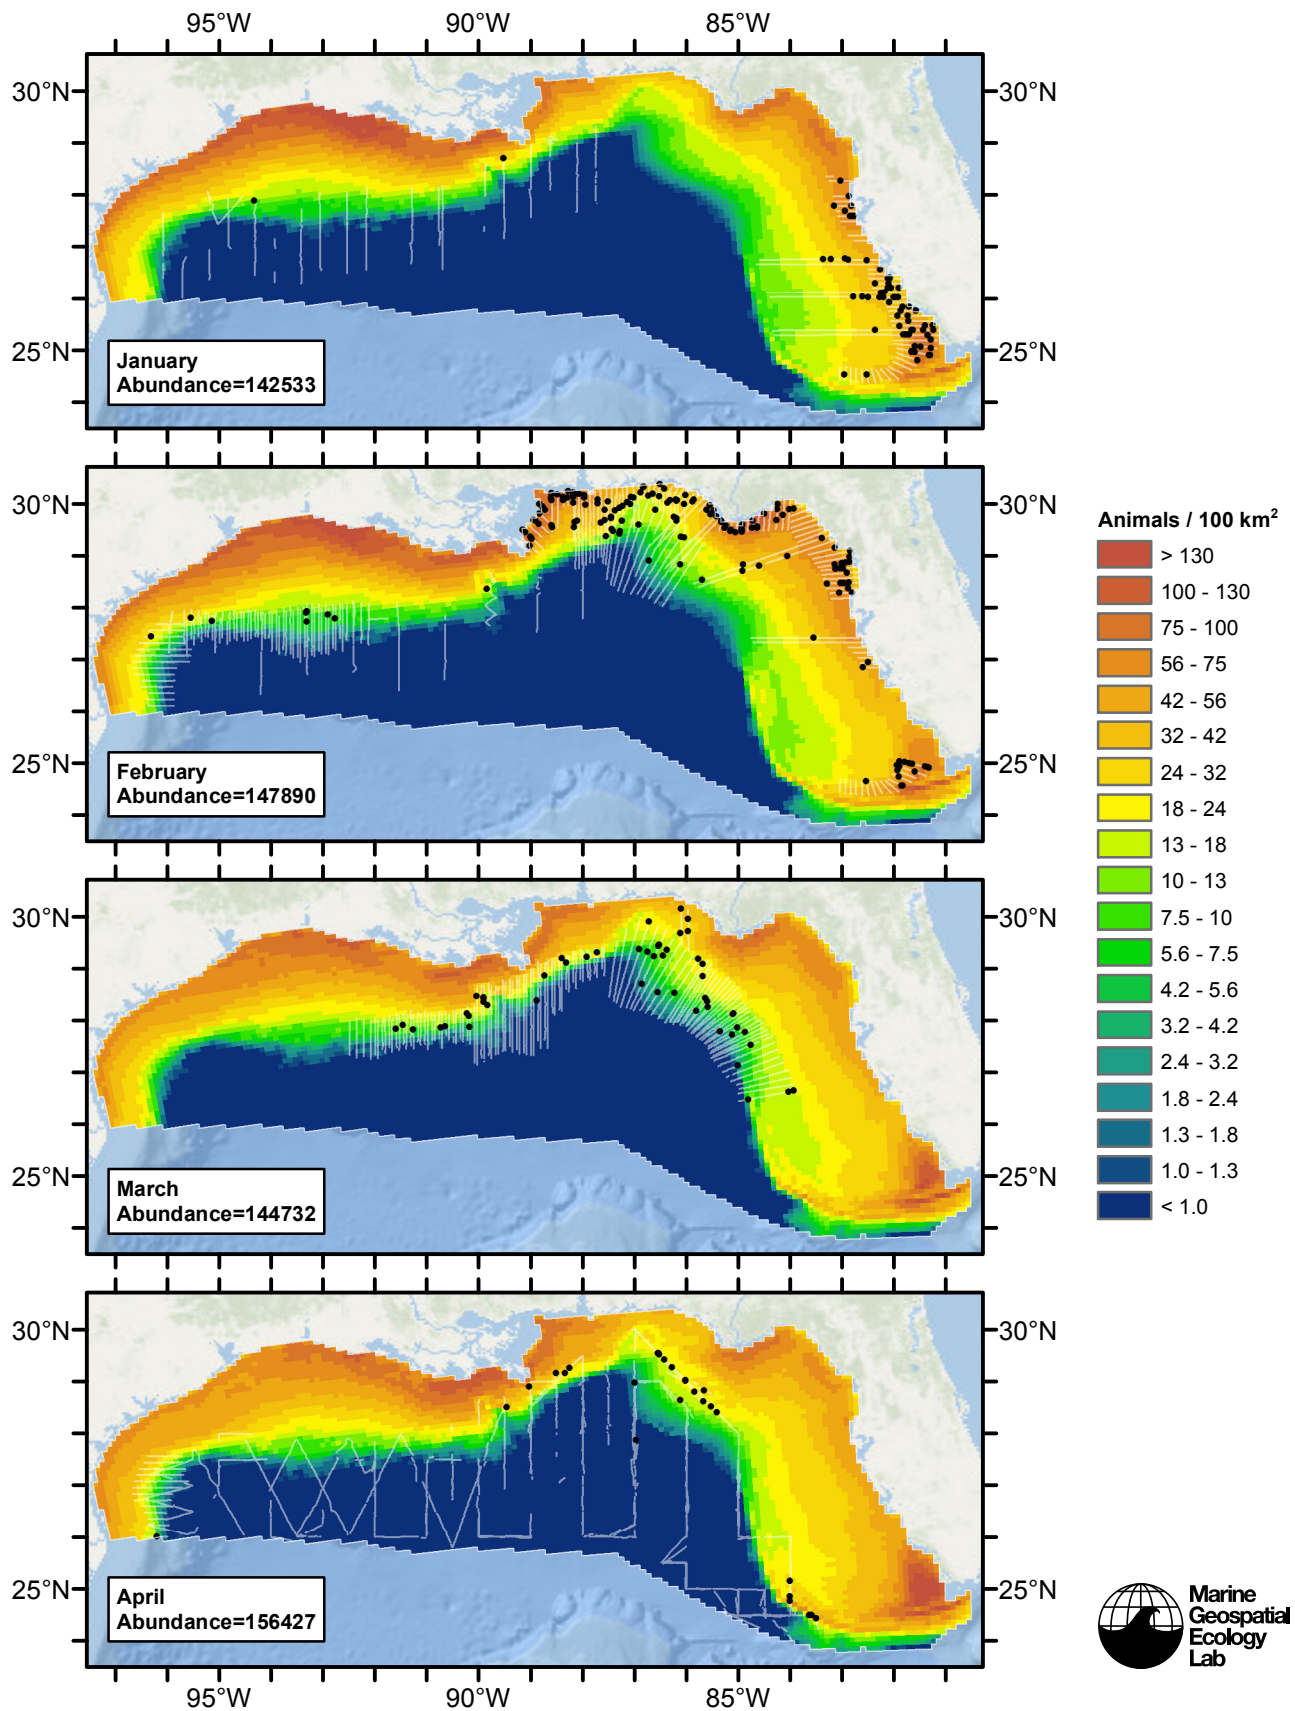 95°W 90°W 85°W
30°N 30°N
25°N 25°N
January
Abundance=142533
30°N 30°N
25°N 25°N
February
Abundance=147890
Animals / 100 km²
> 130
100 - 130
75 - 100
56 - 75
42 - 56
32 - 42
24 - 32
18 - 24
13 - 18
10 - 13
7.5 - 10
5.6 - 7.5
4.2 - 5.6
3.2 - 4.2
2.4 - 3.2
1.8 - 2.4
1.3 - 1.8
1.0 - 1.3
< 1.0
30°N 30°N
25°N 25°N
March
Abundance=144732
30°N 30°N
25°N 25°N
April
Abundance=156427
95°W 90°W 85°W
Marine
Geospatial
Ecology
Lab